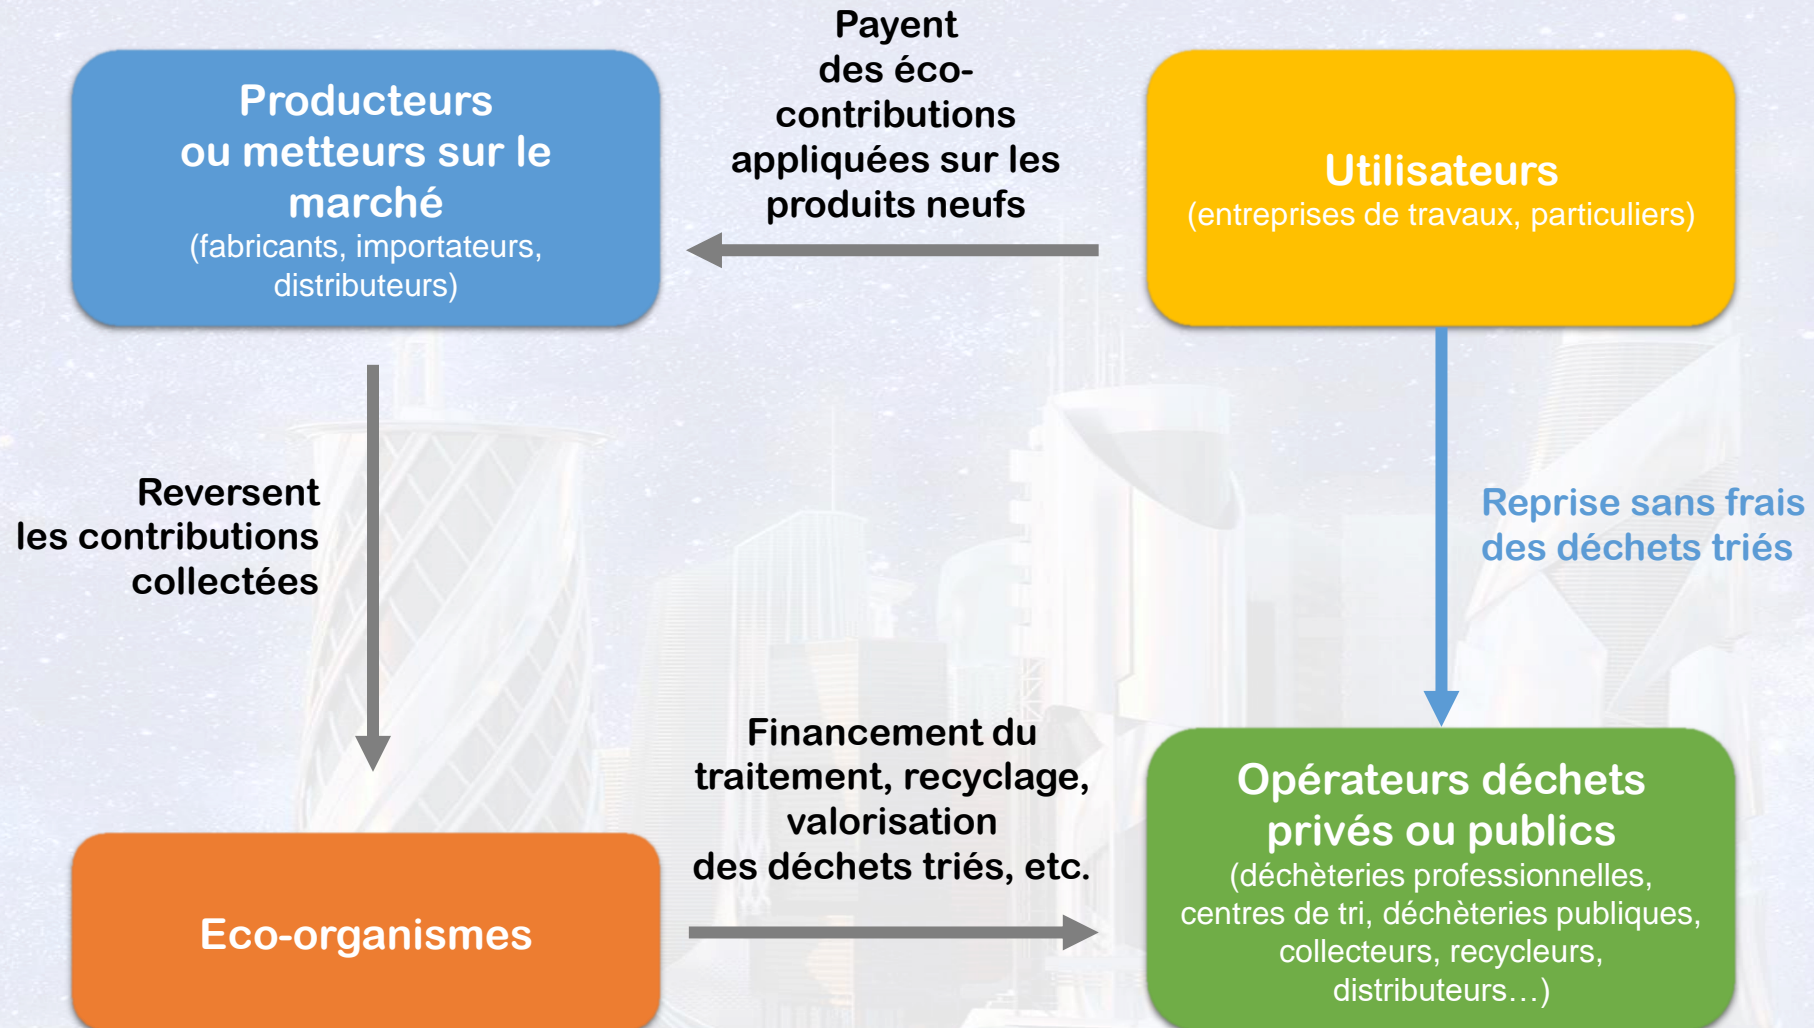 Producteurs
ou metteurs sur le
marché
(fabricants, importateurs,
distributeurs)
Payent
des éco-
contributions
appliquées sur les
produits neufs
Utilisateurs
(entreprises de travaux, particuliers)
Reversent
les contributions
collectées
Reprise sans frais
des déchets triés
Eco-organismes
Financement du
traitement, recyclage,
valorisation
des déchets triés, etc.
Opérateurs déchets
privés ou publics
(déchèteries professionnelles,
centres de tri, déchèteries publiques,
collecteurs, recycleurs,
distributeurs…)